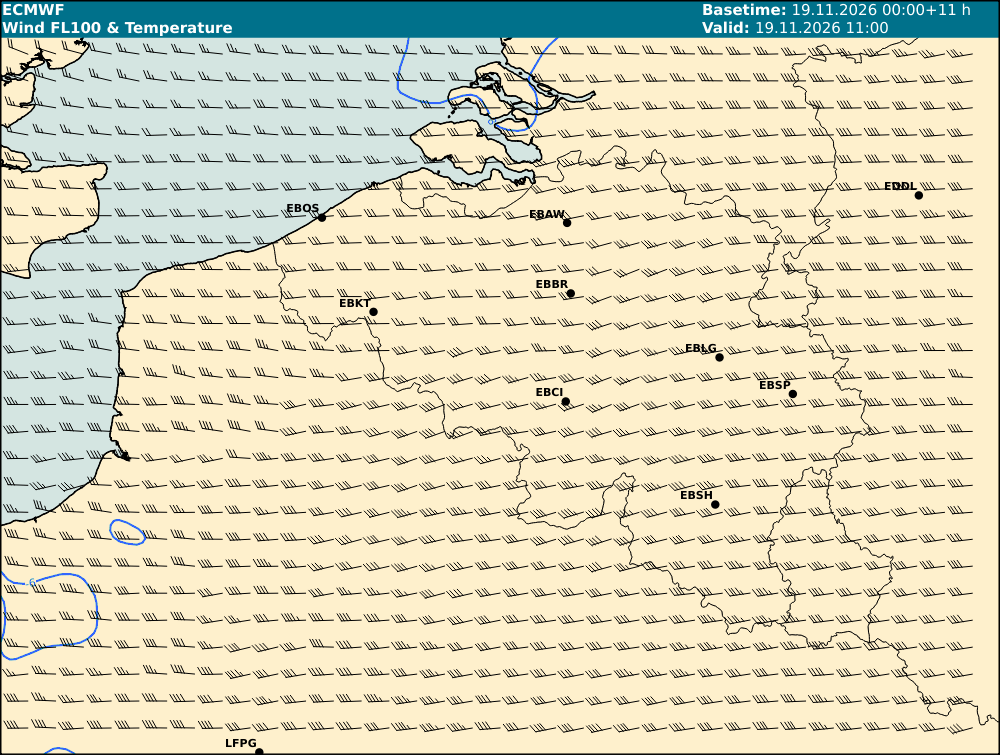 ECMWF
Wind FL100 & Temperature
Basetime: 19.11.2026 00:00+11 h
Valid: 19.11.2026 11:00
EDDL
EBOS
EBAW
EBBR
EBKT
EBLG
EBSP
EBCI
EBSH
LFPG